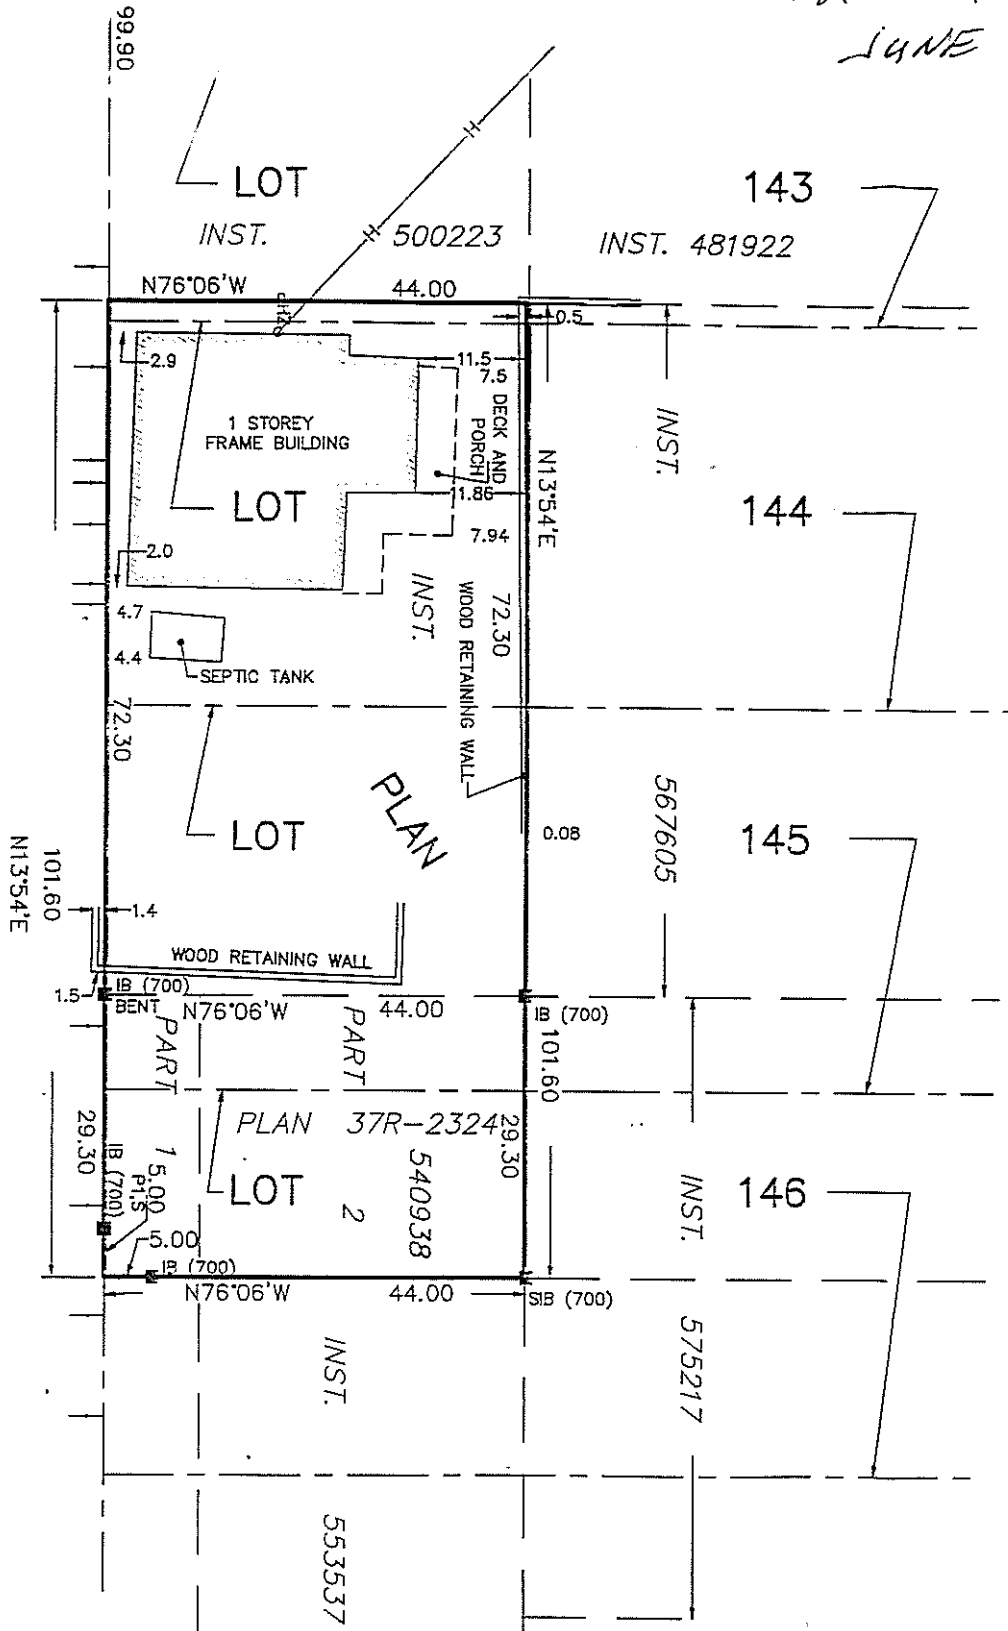 JUNE
99.90
LOT
143
INST.
500223
INST. 481922
N76°06'W
44.00
0.5
2.9
11.5
7.5
1 STOREY
FRAME BUILDING
DECK AND
PORCH
INST.
N13°54'E
LOT
11.86
144
7.94
2.0
INST.
72.30
WOOD RETAINING WALL
4.7
4.4
SEPTIC TANK
72.30
PLAN
LOT
0.08
567605
145
101.60
N13°54'E
1.4
WOOD RETAINING WALL
1.5
IB (700)
BENT
N76°06'W
44.00
IB (700)
PART
PART
101.60
PLAN 37R-2324
29.30
29.30
IB (700)
P1,S
5.00
1
LOT
2
540938
INST.
146
5.00
IB (700)
N76°06'W
44.00
SIB (700)
INST.
575217
553537